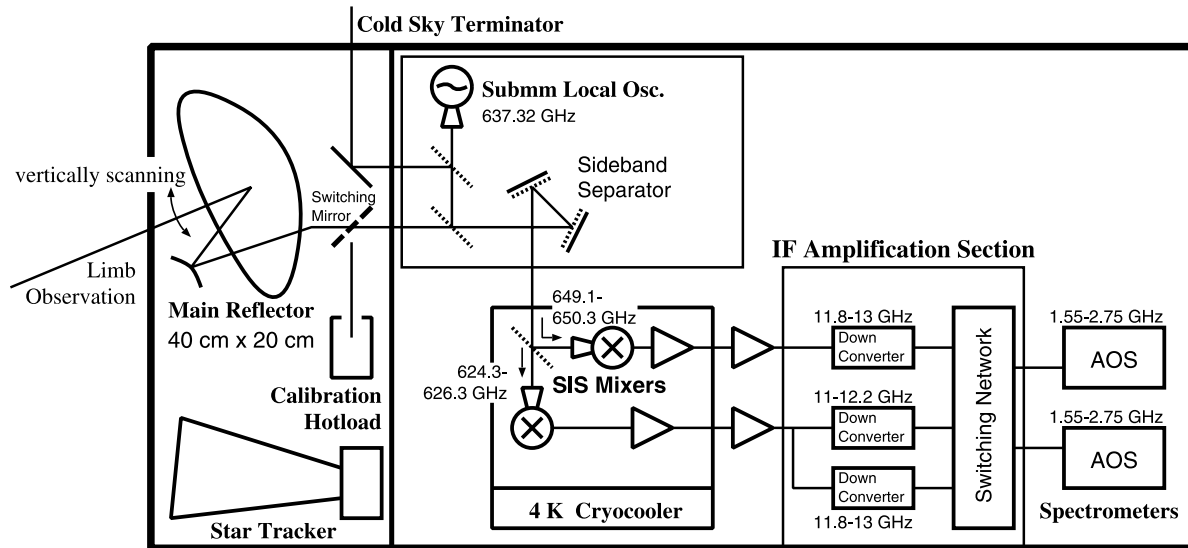 Cold Sky Terminator
Submm Local Osc.
637.32 GHz
Sideband
Separator
vertically scanning
Switching
Mirror
Limb
Observation
Main Reflector
40 cm x 20 cm
Calibration
Hotload
Star Tracker
649.1-
650.3 GHz
624.3-
626.3 GHz
SIS Mixers
4 K Cryocooler
IF Amplification Section
11.8-13 GHz
Down
Converter
11-12.2 GHz
Down
Converter
Down
Converter
11.8-13 GHz
Switching Network
1.55-2.75 GHz
AOS
1.55-2.75 GHz
AOS
Spectrometers